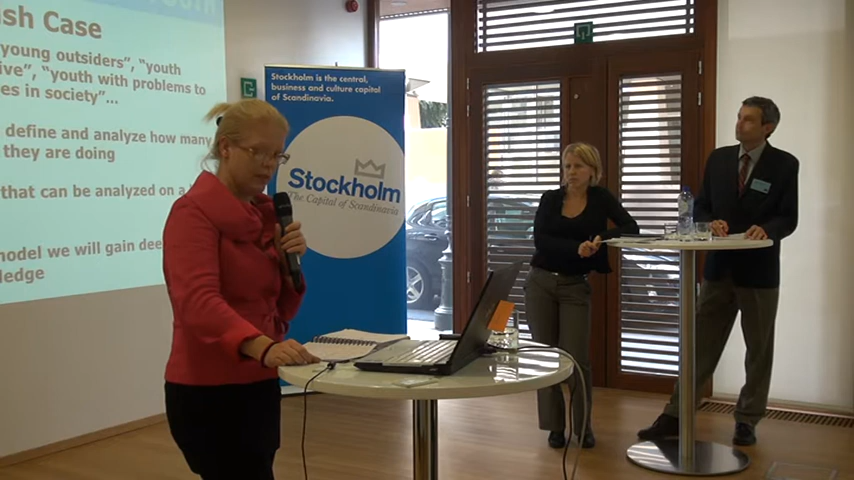 YOUTH
sh Case
young outsiders", "youth
ive", "youth with problems to
es in society"...
define and analyze how many
they are doing
that can be analyzed on a
model we will gain
ledge
Stockholm is the central,
business and culture capital
of Scandinavia.
Stockholm
The Capital of Scandinavia